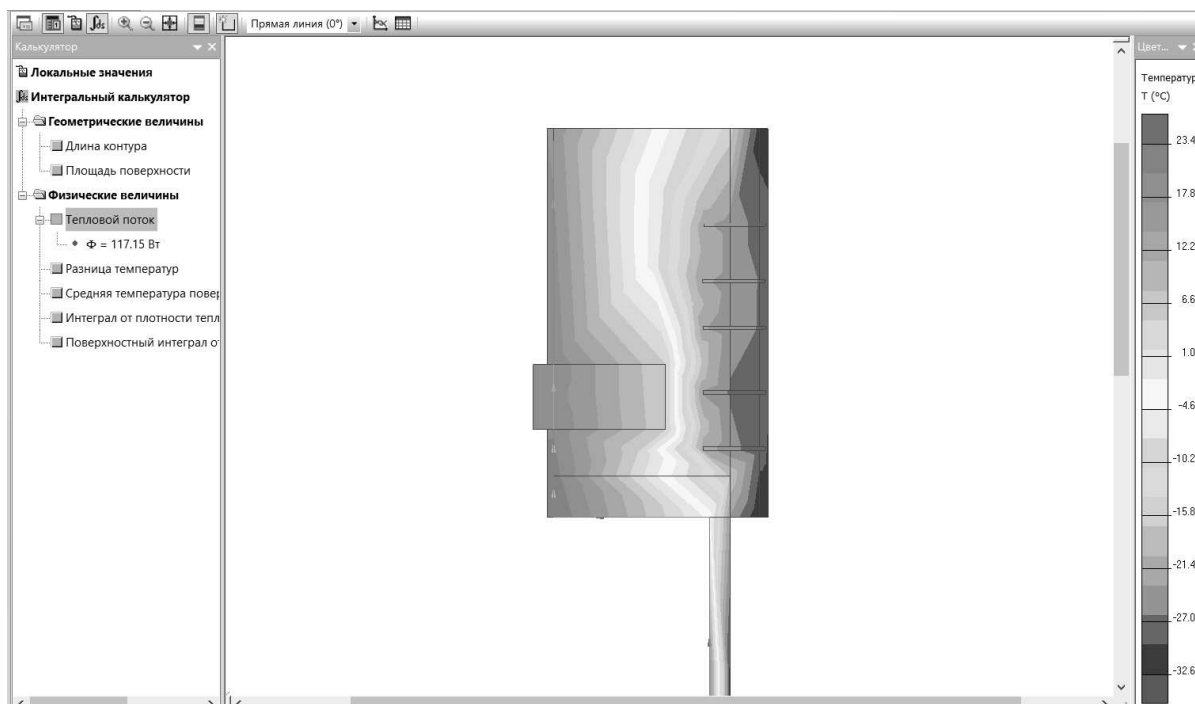 Прямая линия (0°)
Калькулятор
Локальные значения
Интегральный калькулятор
Геометрические величины
Длина контура
Площадь поверхности
Физические величины
Тепловой поток
Ф = 117.15 Вт
Разница температур
Средняя температура повер
Интеграл от плотности тепл
Поверхностный интеграл о
Цвет...
Температур
T (°C)
23.4
17.8
12.2
6.6
1.0
-4.6
-10.2
-15.8
-21.4
-27.0
-32.6